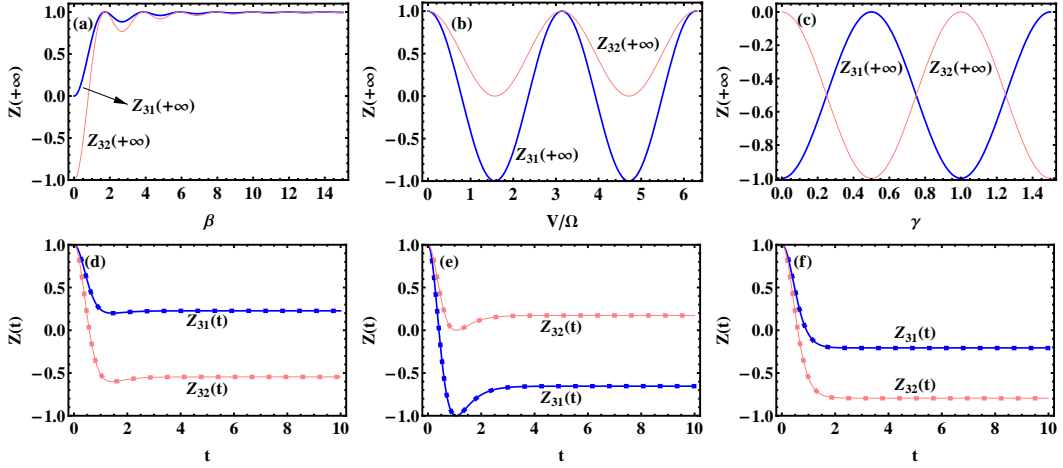 (a)
Z(+∞)
1.0
0.5
0.0
−0.5
−1.0
Z₃₁(+∞)
Z₃₂(+∞)
0 2 4 6 8 10 12 14
β
(b)
Z(+∞)
1.0
0.5
0.0
−0.5
−1.0
Z₃₂(+∞)
Z₃₁(+∞)
0 1 2 3 4 5 6
V/Ω
(c)
Z(+∞)
0.0
−0.2
−0.4
−0.6
−0.8
−1.0
Z₃₁(+∞) Z₃₂(+∞)
0.0 0.2 0.4 0.6 0.8 1.0 1.2 1.4
γ
(d)
Z(t)
1.0
0.5
0.0
−0.5
−1.0
Z₃₁(t)
Z₃₂(t)
0 2 4 6 8 10
t
(e)
Z(t)
1.0
0.5
0.0
−0.5
−1.0
Z₃₂(t)
Z₃₁(t)
0 2 4 6 8 10
t
(f)
Z(t)
1.0
0.5
0.0
−0.5
−1.0
Z₃₁(t)
Z₃₂(t)
0 2 4 6 8 10
t